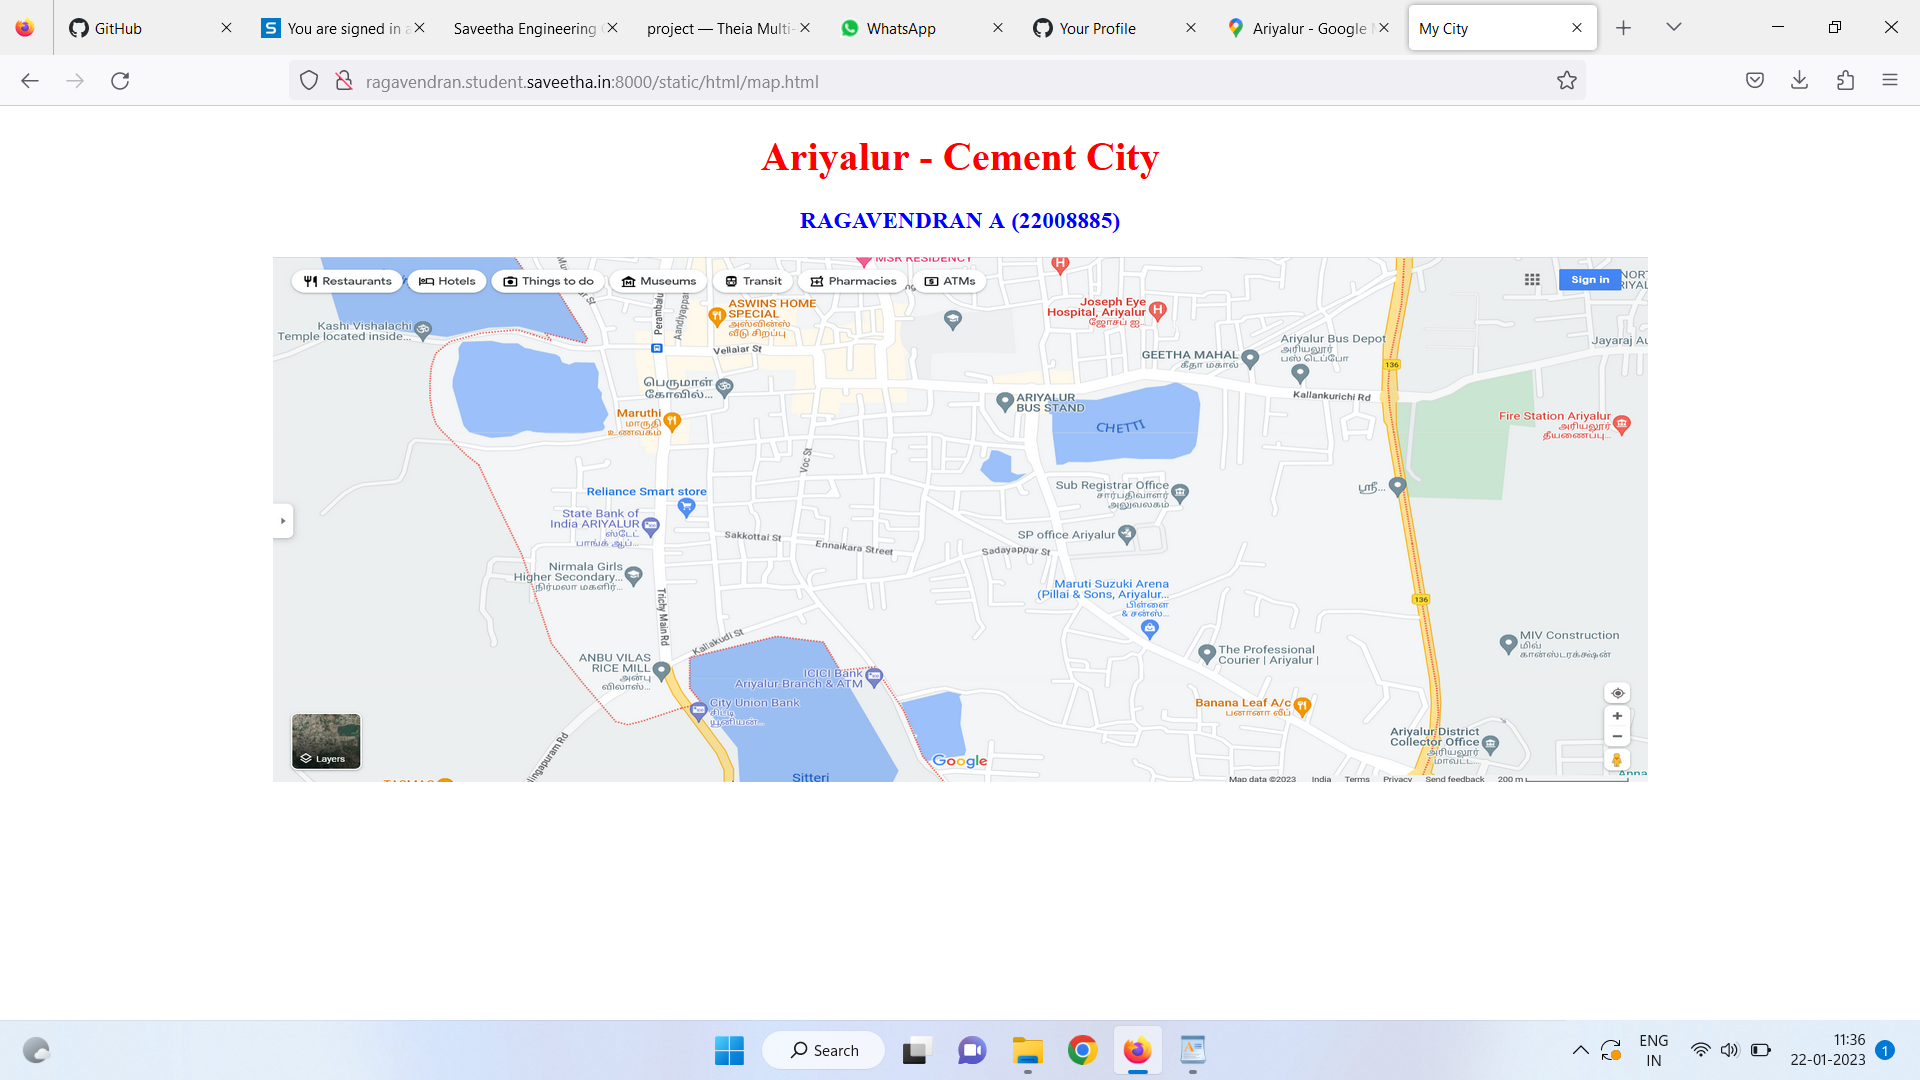 GitHub
You are signed in a
Saveetha Engineering
project — Theia Multi-
WhatsApp
Your Profile
Ariyalur - Google
My City
ragavendran.student.saveetha.in:8000/static/html/map.html
Ariyalur - Cement City
RAGAVENDRAN A (22008885)
MSR RESIDENCY
Restaurants
Hotels
Things to do
Museums
Transit
Pharmacies
ATMs
Sign in
Kashi Vishalachi
Temple located inside...
ASWINS HOME
SPECIAL
அஸ்வின்ஸ்
வீடு சிறப்பு
Vellalar St
Joseph Eye
Hospital, Ariyalur
ஜோசப் ஐ...
GEETHA MAHAL
கீதா மகால்
Ariyalur Bus Depot
அரியலூர்
பஸ் டெப்போ
Jayaraj Au
136
பெருமாள்
கோவில்...
Maruthi
மாருதி
உணவகம்
ARIYALUR
BUS STAND
CHETTI
Kallankurichi Rd
Fire Station Ariyalur
அரியலூர்
தீயணைப்பு...
Voc St
Reliance Smart store
State Bank of
India ARIYALUR
ஸ்டேட்
பாங்க் ஆப்...
Sub Registrar Office
சார்பதிவாளர்
அலுவலகம்
ஸ்ரீ...
SP office Ariyalur
Sakkottai St
Ennaikara Street
Sadayappar St
Nirmala Girls
Higher Secondary...
நிர்மலா மகளிர்...
Trichy Main Rd
Maruti Suzuki Arena
(Pillai & Sons, Ariyalur...
பிள்ளை
& சன்ஸ்...
136
Kallakudi St
ANBU VILAS
RICE MILL
அன்பு
விலாஸ்...
ICICI Bank
Ariyalur-Branch & ATM
City Union Bank
சிட்டி
யூனியன்...
The Professional
Courier | Ariyalur |
MIV Construction
மிவ்
கான்ஸ்டரக்ஷன்
Banana Leaf A/c
பனானா லீப்
Ariyalur District
Collector Office
அரியலூர்
மாவட்ட...
Layers
Sitteri
Google
Map data ©2023
India
Terms
Privacy
Send feedback
200 m
Search
ENG
IN
11:36
22-01-2023
1